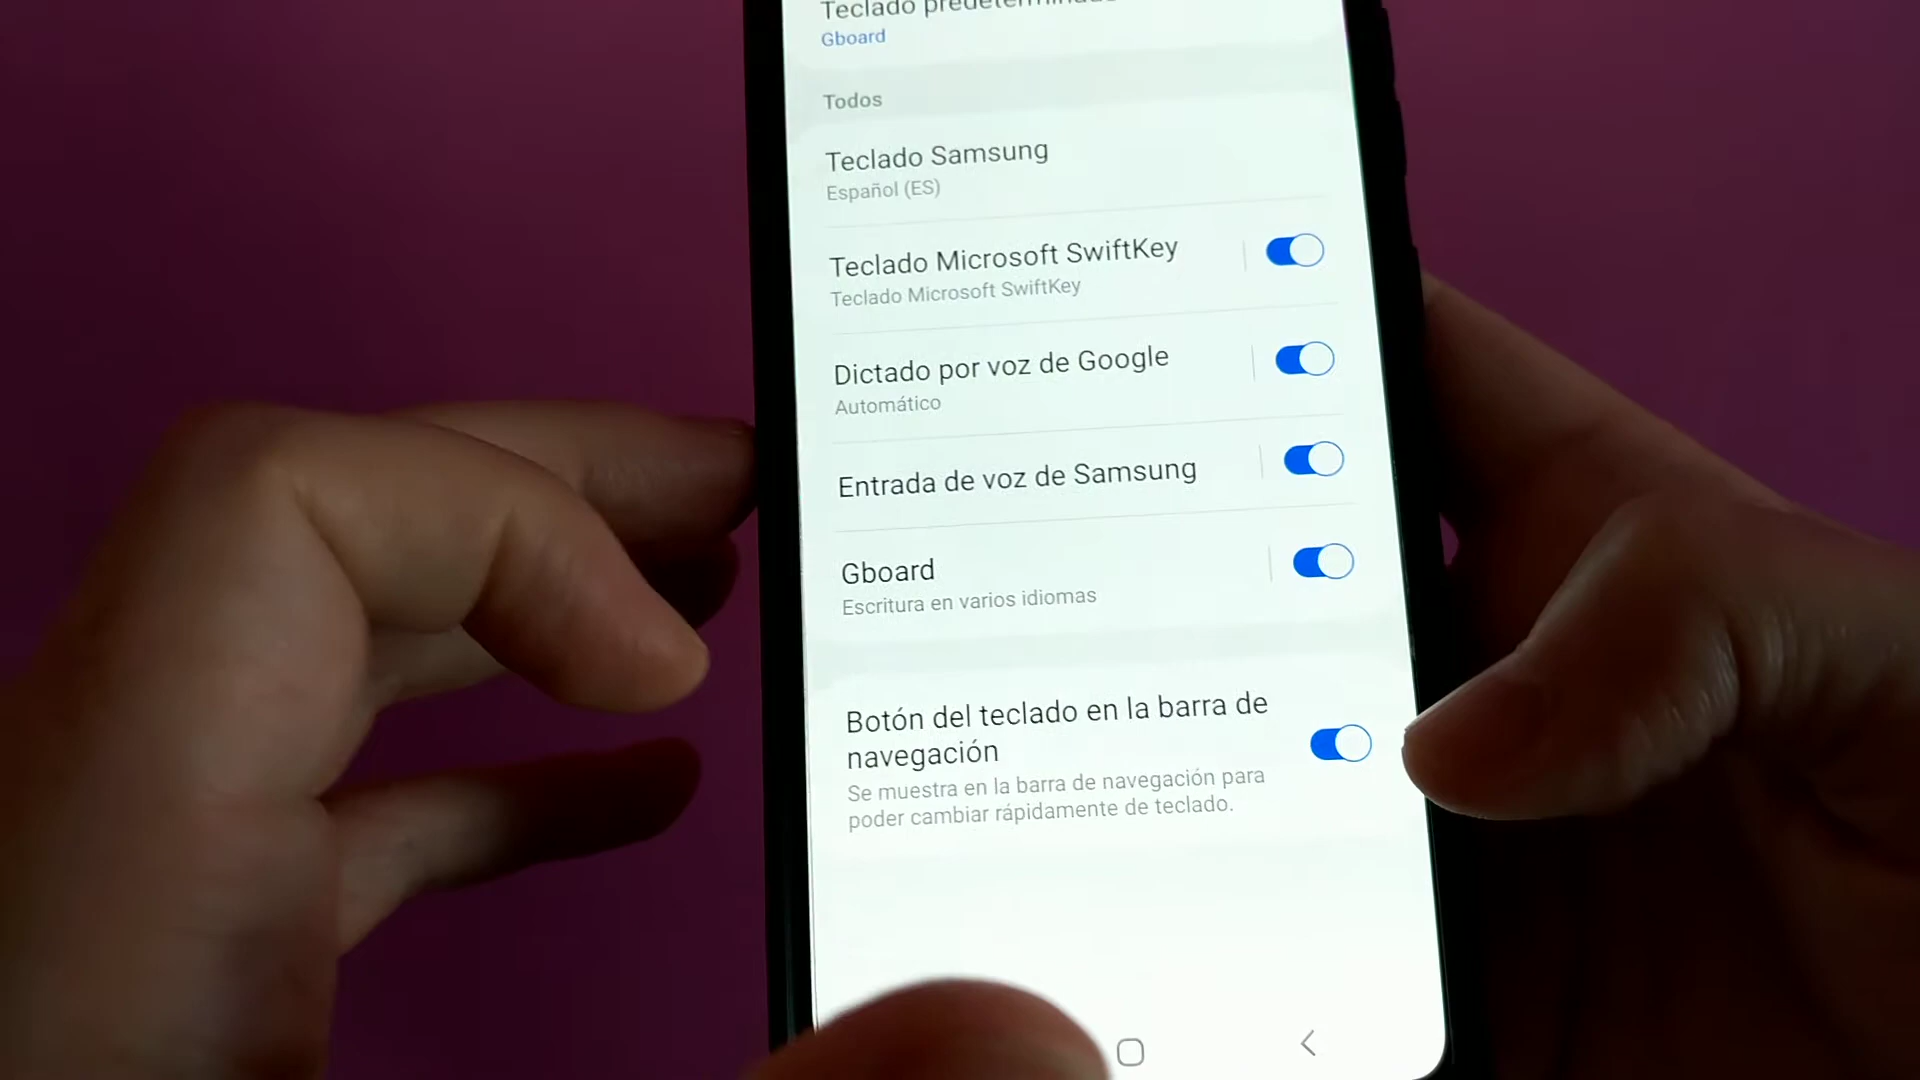 Teclado predeterminado
Gboard
Todos
Teclado Samsung
Español (ES)
Teclado Microsoft SwiftKey
Teclado Microsoft SwiftKey
Dictado por voz de Google
Automático
Entrada de voz de Samsung
Gboard
Escritura en varios idiomas
Botón del teclado en la barra de
navegación
Se muestra en la barra de navegación para
poder cambiar rápidamente de teclado.